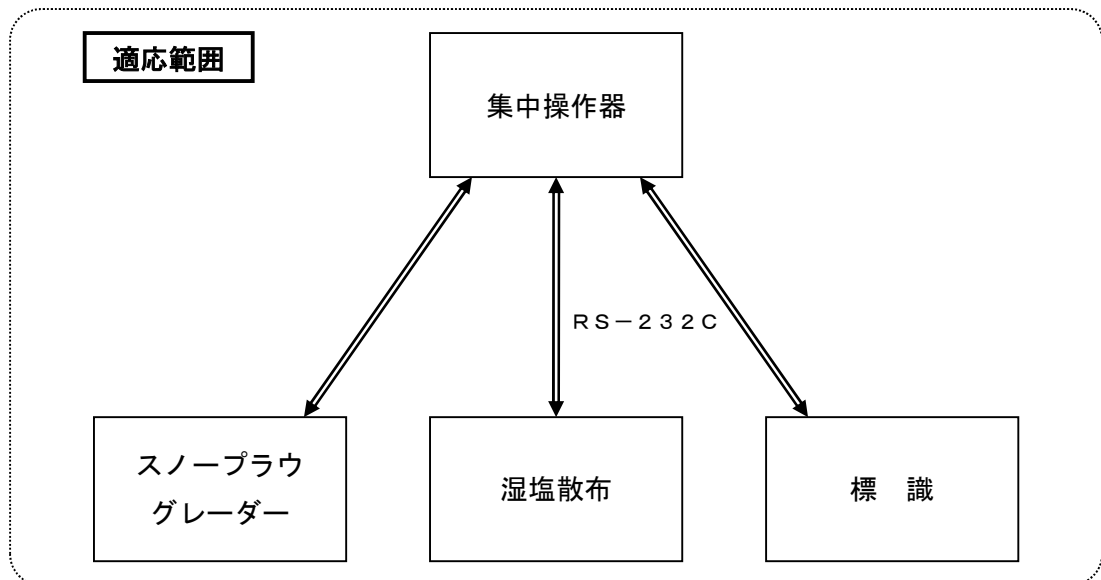 適応範囲
集中操作器
ＲＳ－２３２Ｃ
スノープラウ
グレーダー
湿塩散布
標　識